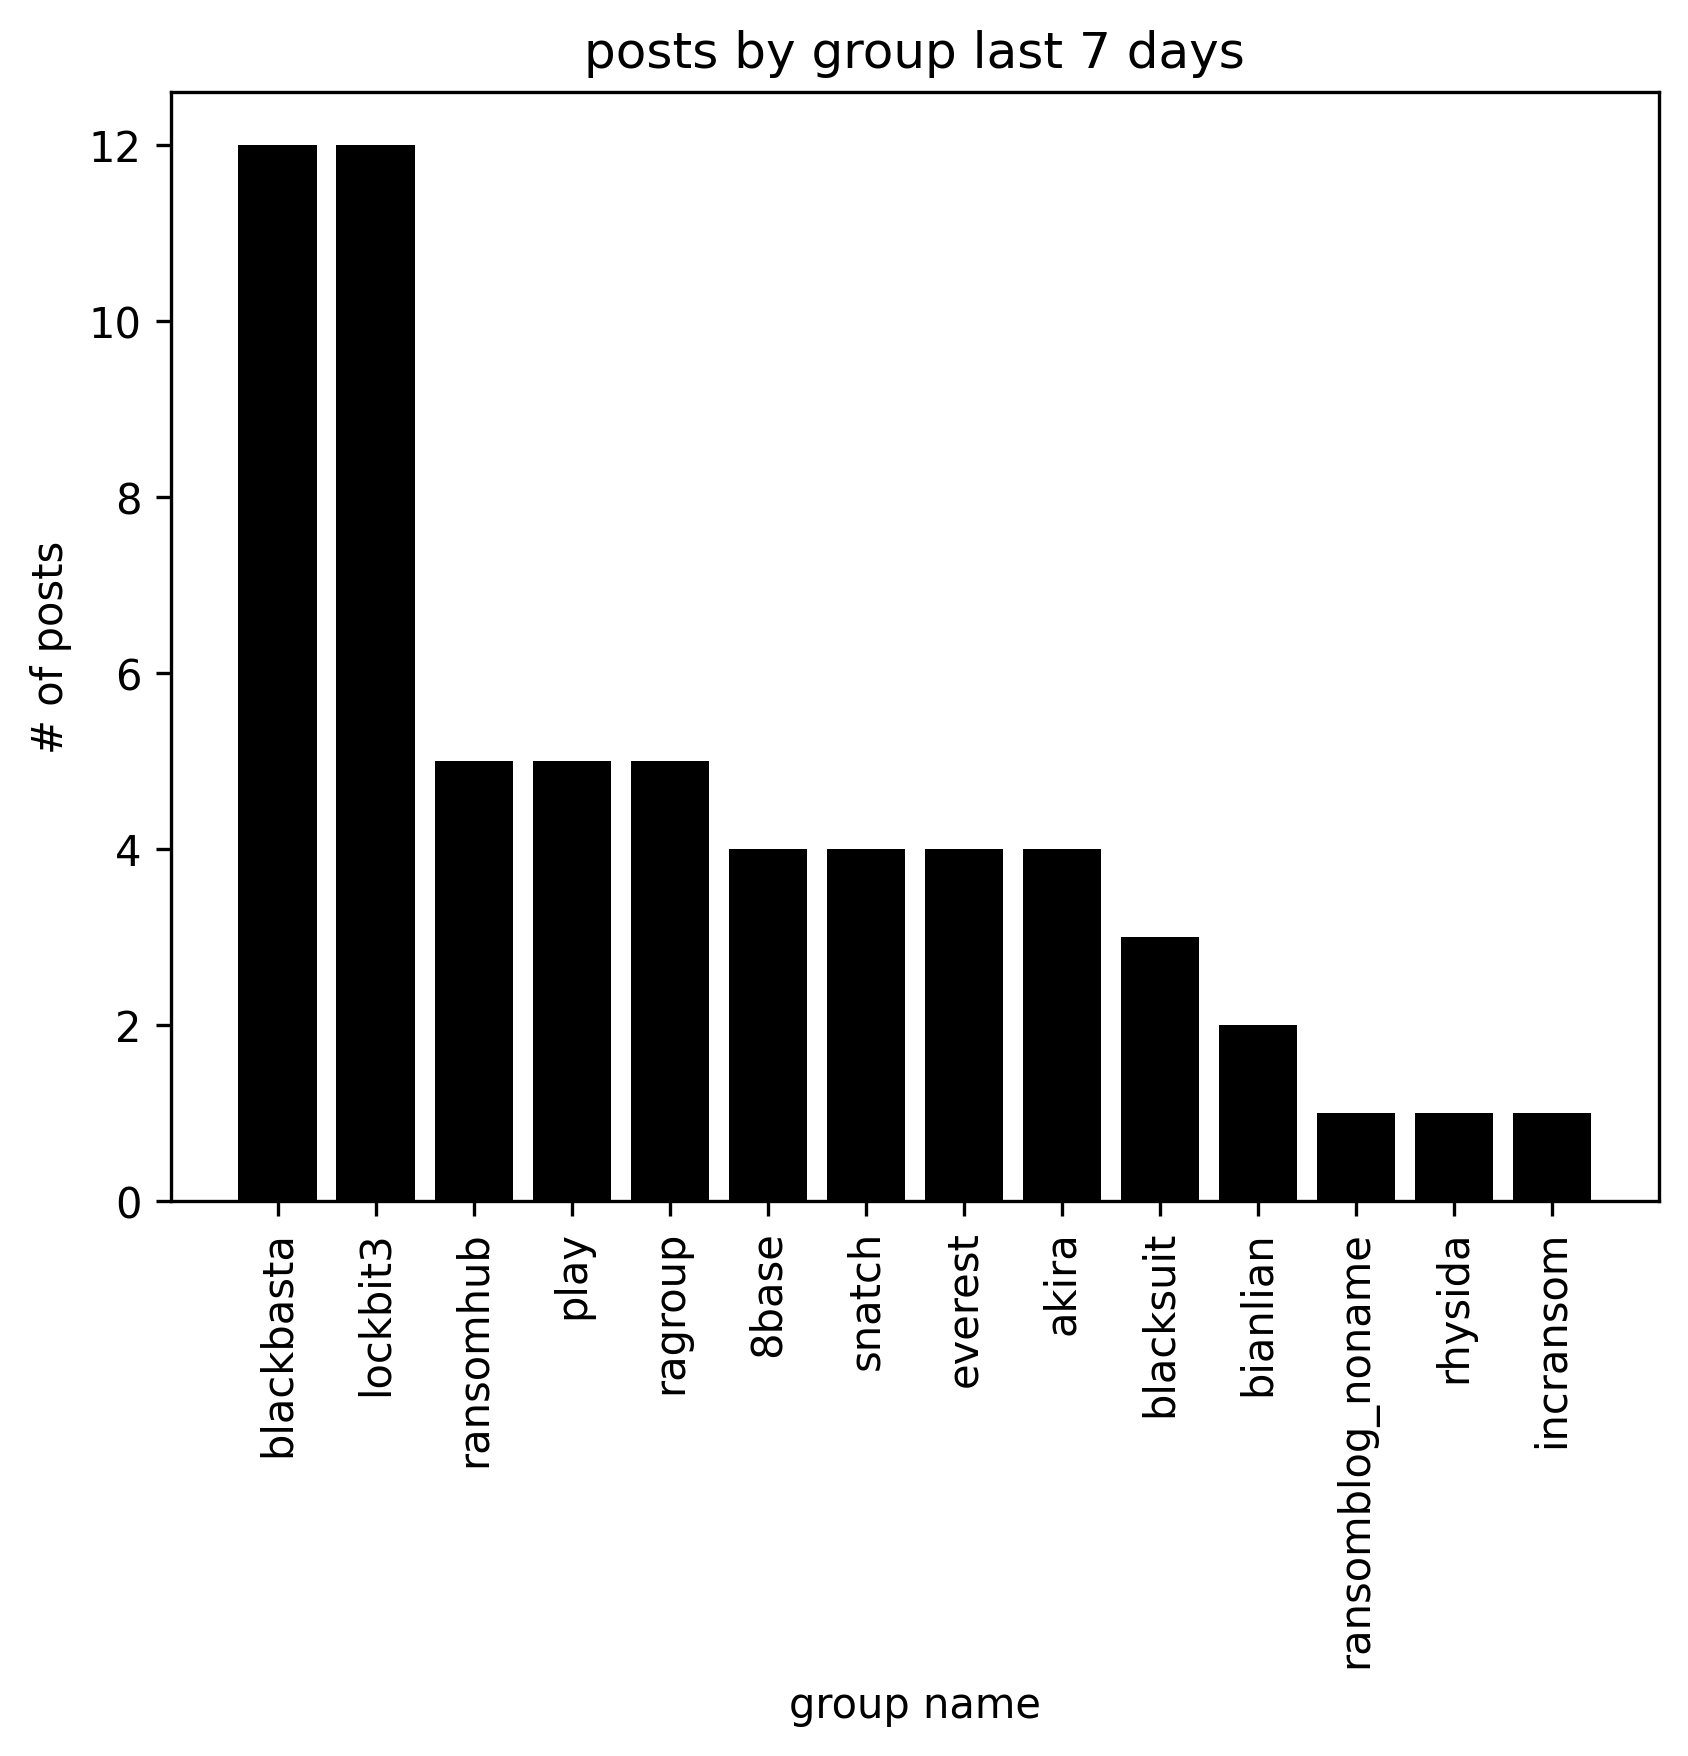 posts by group last 7 days
# of posts
12
10
8
6
4
2
0
blackbasta
lockbit3
ransomhub
play
ragroup
8base
snatch
everest
akira
blacksuit
bianlian
ransomblog_noname
rhysida
incransom
group name